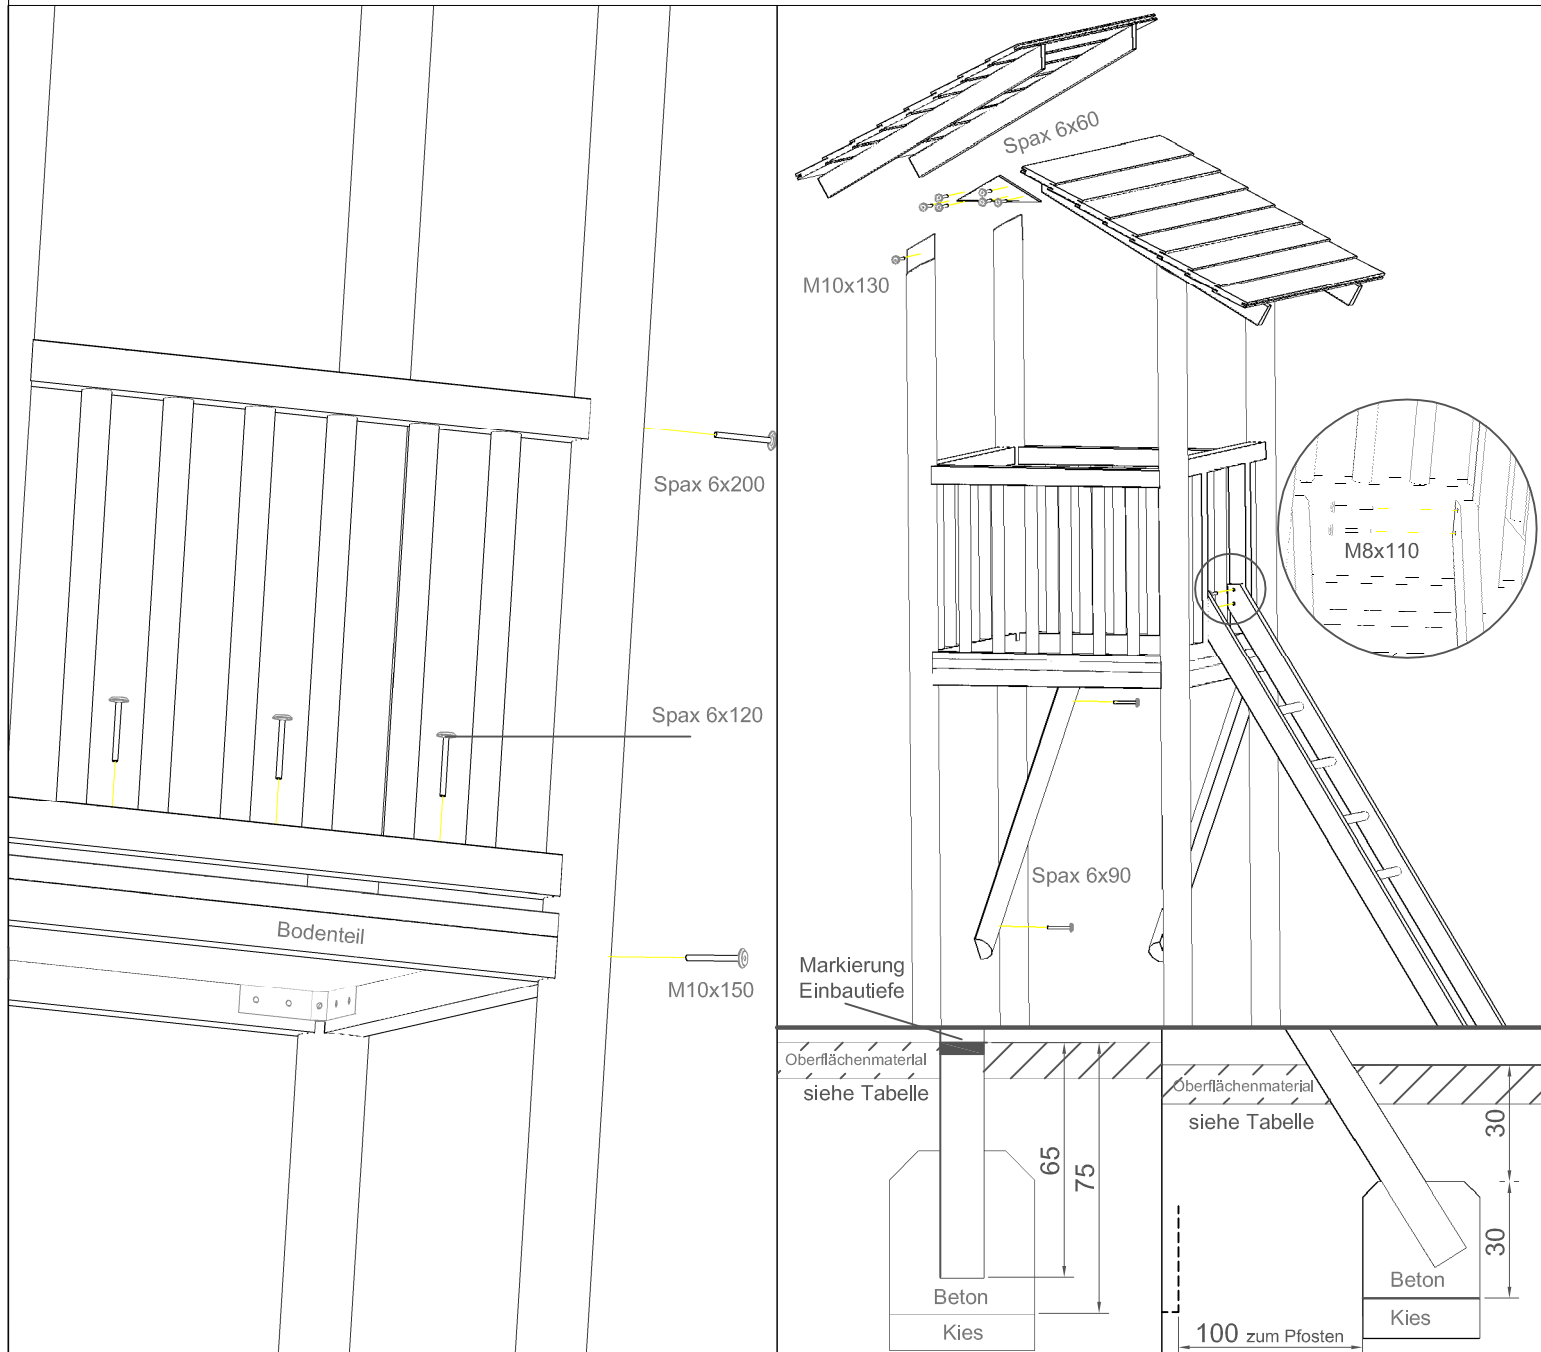 Spax 6x200
Spax 6x120
Bodenteil
M10x150
Spax 6x60
M10x130
M8x110
Spax 6x90
Markierung
Einbautiefe
Oberflächenmaterial
siehe Tabelle
65
75
Beton
Kies
Oberflächenmaterial
siehe Tabelle
30
30
Beton
Kies
100 zum Pfosten